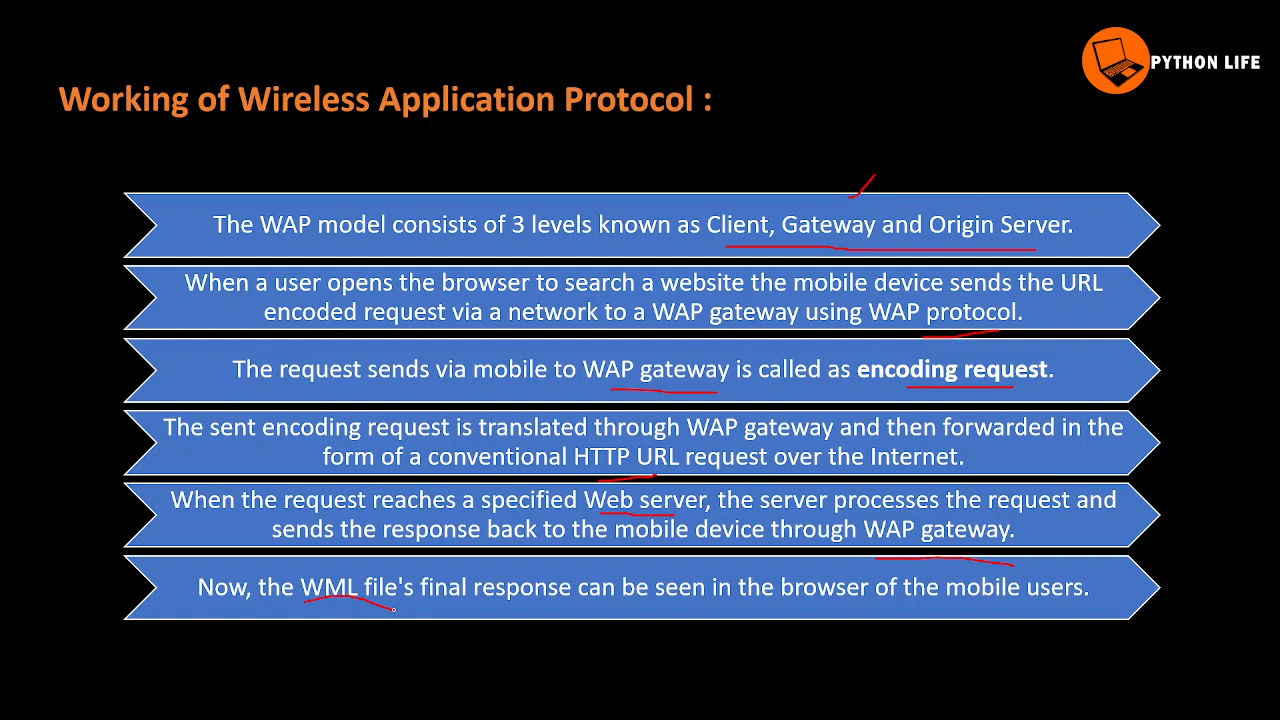 PYTHON LIFE
Working of Wireless Application Protocol :
The WAP model consists of 3 levels known as Client, Gateway and Origin Server.
When a user opens the browser to search a website the mobile device sends the URL
encoded request via a network to a WAP gateway using WAP protocol.
The request sends via mobile to WAP gateway is called as encoding request.
The sent encoding request is translated through WAP gateway and then forwarded in the
form of a conventional HTTP URL request over the Internet.
When the request reaches a specified Web server, the server processes the request and
sends the response back to the mobile device through WAP gateway.
Now, the WML file's final response can be seen in the browser of the mobile users.